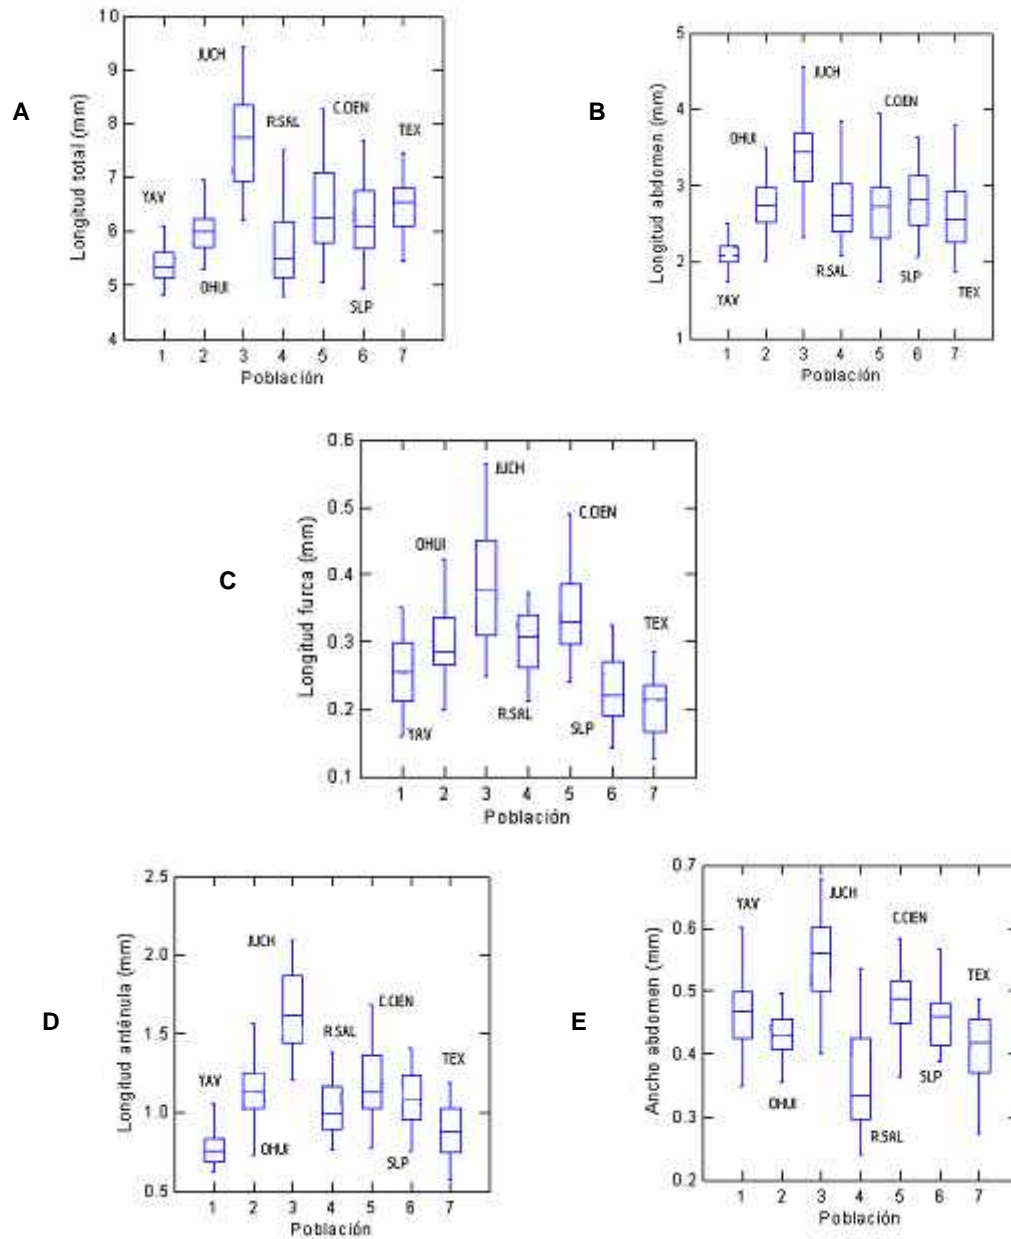 A
Longitud total (mm)
10
9
8
7
6
5
4
YAV
OHUI
JUCH
R.SAL
C.CIEN
SLP
TEX
1 2 3 4 5 6 7
Población
B
Longitud abdomen (mm)
5
4
3
2
1
YAV
OHUI
JUCH
R.SAL
C.CIEN
SLP
TEX
1 2 3 4 5 6 7
Población
C
Longitud furca (mm)
0.6
0.5
0.4
0.3
0.2
0.1
YAV
OHUI
JUCH
R.SAL
C.CIEN
SLP
TEX
1 2 3 4 5 6 7
Población
D
Longitud anténula (mm)
2.5
2.0
1.5
1.0
0.5
YAV
OHUI
JUCH
R.SAL
C.CIEN
SLP
TEX
1 2 3 4 5 6 7
Población
E
Ancho abdomen (mm)
0.7
0.6
0.5
0.4
0.3
0.2
YAV
OHUI
JUCH
R.SAL
C.CIEN
SLP
TEX
1 2 3 4 5 6 7
Población